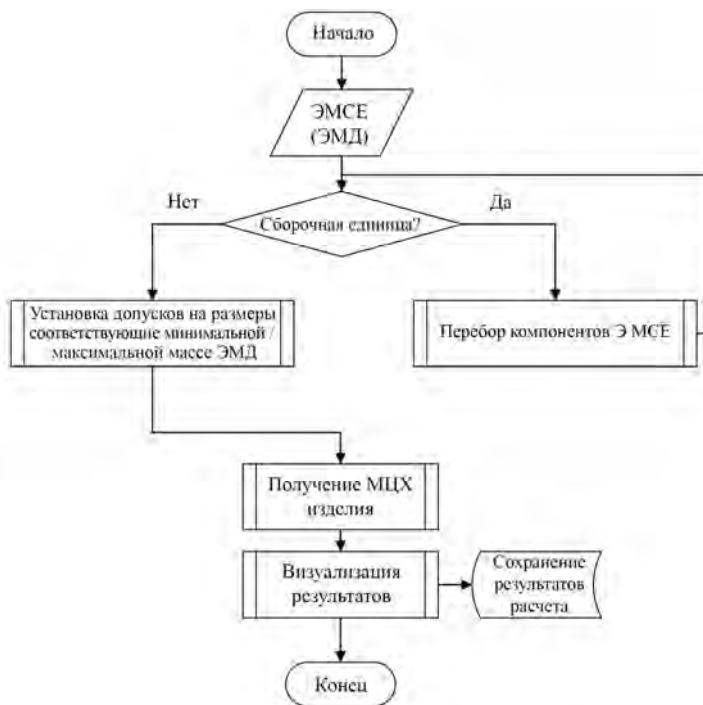 Начало
ЭМСЕ
(ЭМД)
Нет
Да
Сборочная единица?
Установка допусков на размеры
соответствующие минимальной /
максимальной массе ЭМД
Перебор компонентов Э МСЕ
Получение МЦХ
изделия
Визуализация
результатов
Сохранение
результатов
расчета
Конец